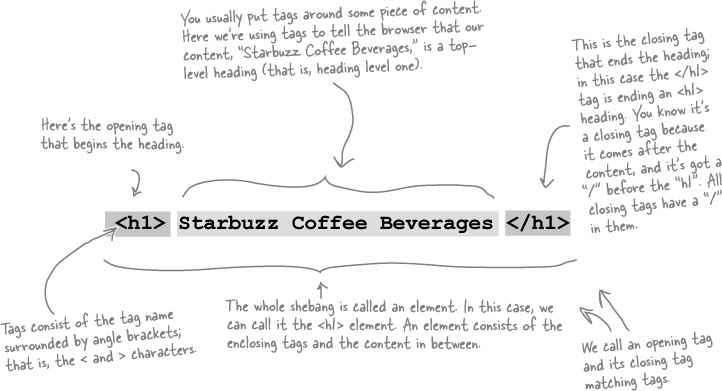 You usually put tags around some piece of content.
Here we're using tags to tell the browser that our
content, "Starbuzz Coffee Beverages," is a top-
level heading (that is, heading level one).
This is the closing tag
that ends the heading;
in this case the </h1>
tag is ending an <h1>
heading. You know it's
a closing tag because
it comes after the
content, and it's got a
"/" before the "h1". All
closing tags have a "/"
in them.
Here's the opening tag
that begins the heading.
<h1> Starbuzz Coffee Beverages </h1>
Tags consist of the tag name
surrounded by angle brackets;
that is, the < and > characters.
The whole shebang is called an element. In this case, we
can call it the <h1> element. An element consists of the
enclosing tags and the content in between.
We call an opening tag
and its closing tag
matching tags.